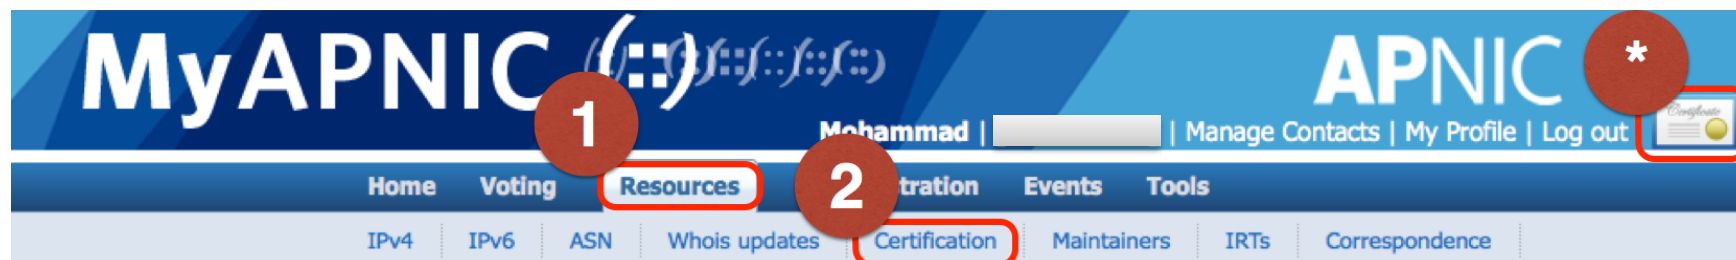 MyAPNIC (::) (::) (::) (::) (::) (::) APNIC *
1
Mohammad | | Manage Contacts | My Profile | Log out Certificate
Home Voting Resources 2 tration Events Tools
IPv4 IPv6 ASN Whois updates Certification Maintainers IRTs Correspondence